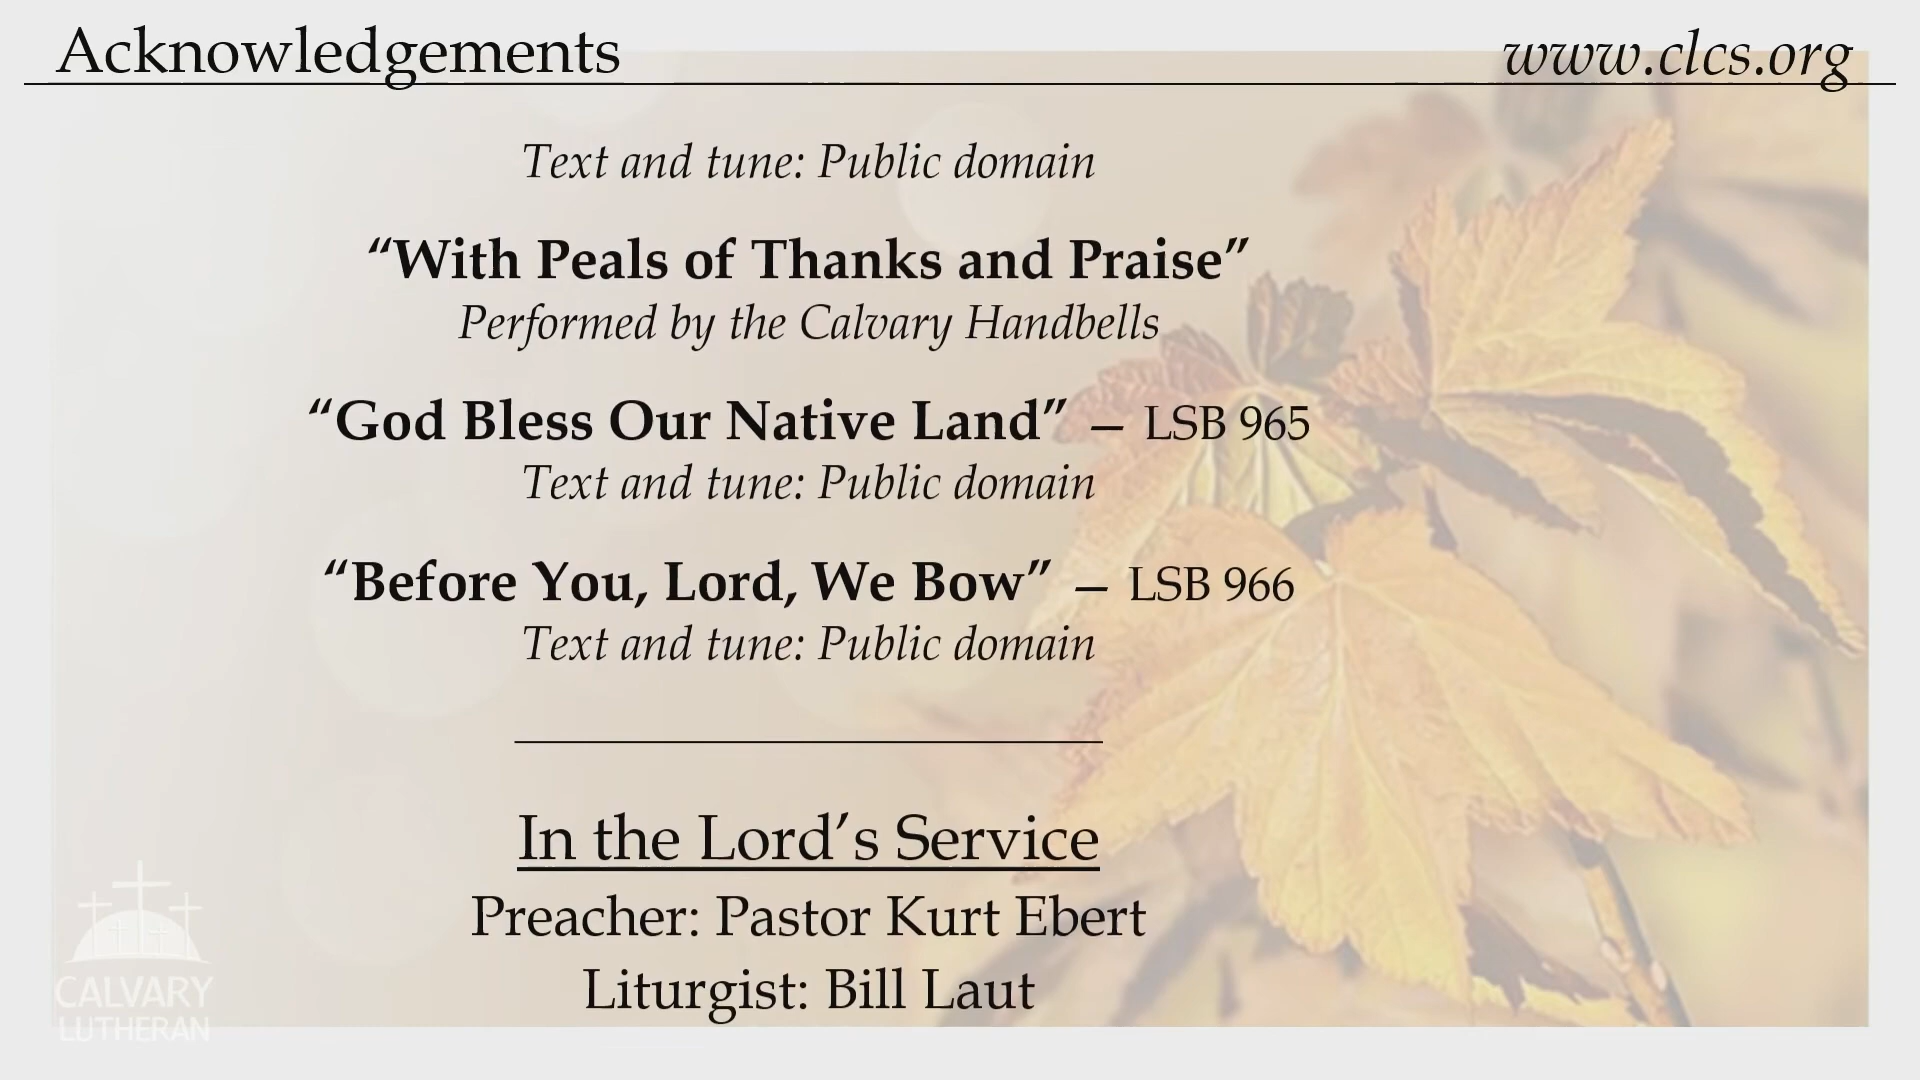 Acknowledgements
www.clcs.org
Text and tune: Public domain
“With Peals of Thanks and Praise”
Performed by the Calvary Handbells
“God Bless Our Native Land” – LSB 965
Text and tune: Public domain
“Before You, Lord, We Bow” – LSB 966
Text and tune: Public domain
In the Lord’s Service
Preacher: Pastor Kurt Ebert
Liturgist: Bill Laut
CALVARY
LUTHERAN